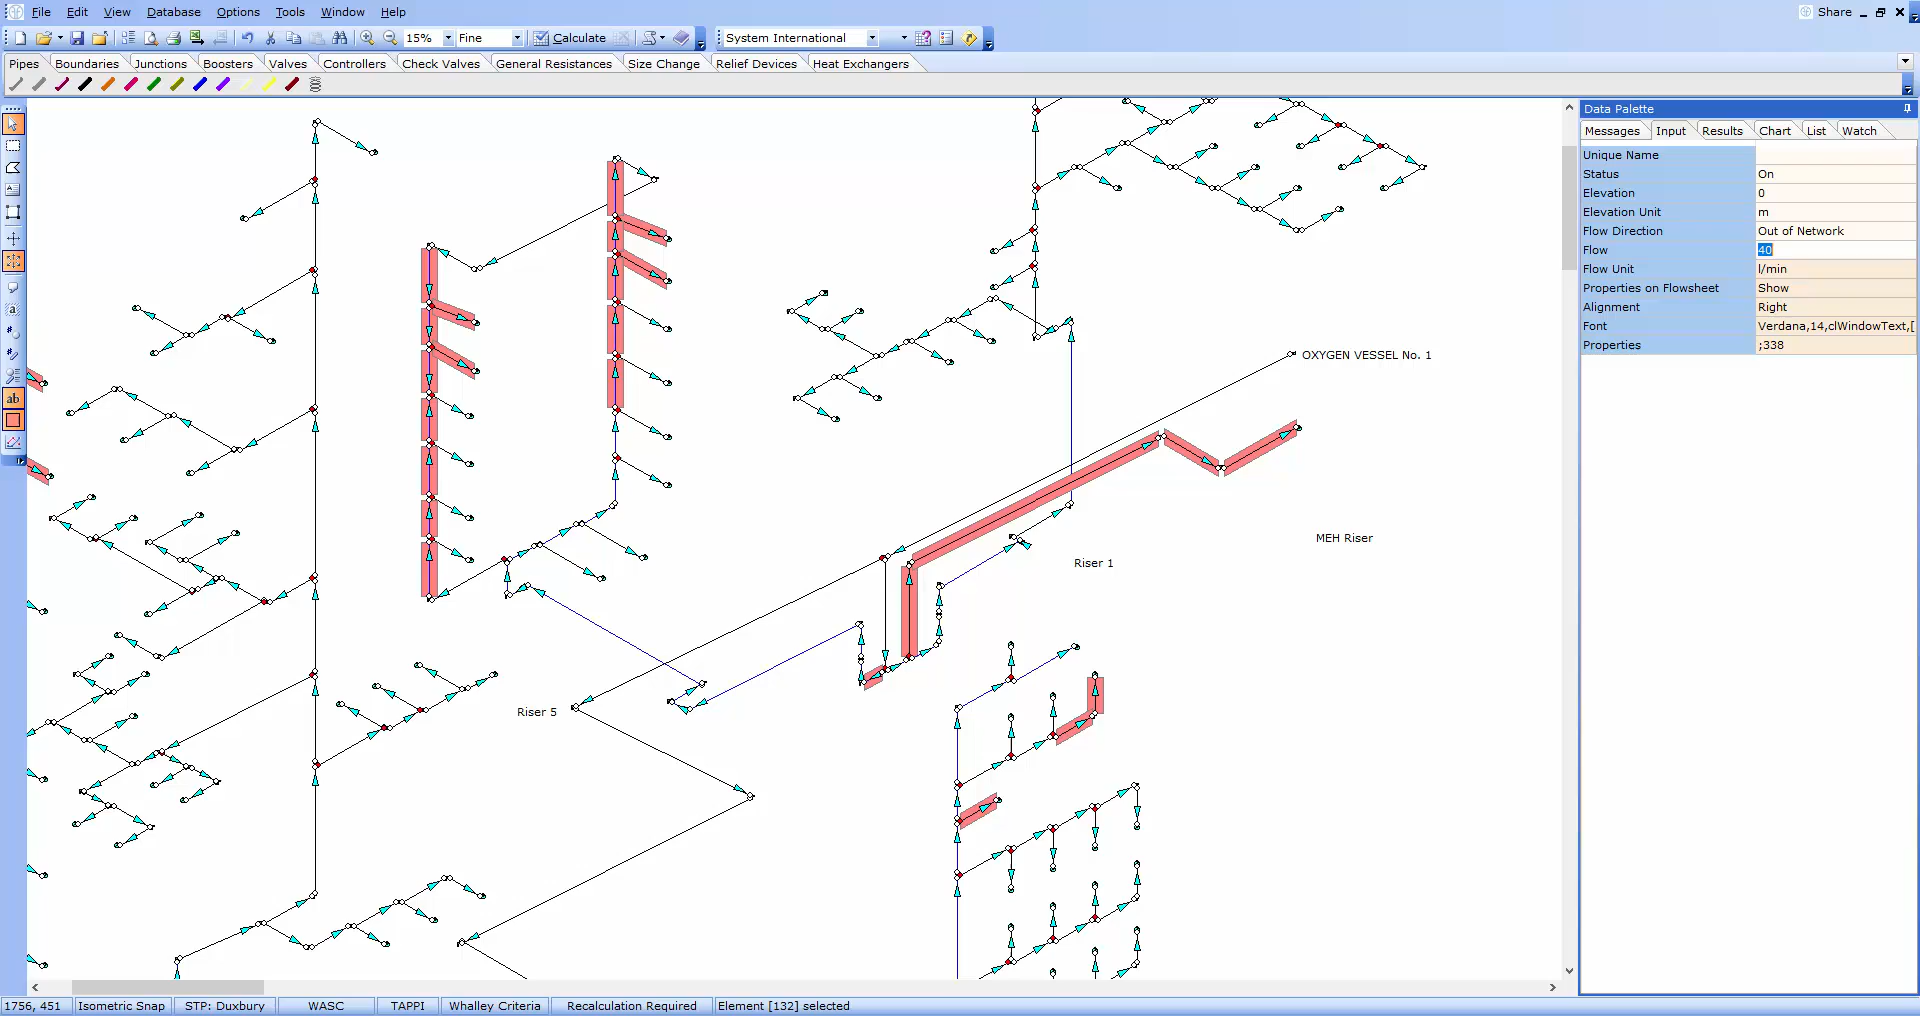 File Edit View Database Options Tools Window Help Share
15% Fine Calculate System International
Pipes Boundaries Junctions Boosters Valves Controllers Check Valves General Resistances Size Change Relief Devices Heat Exchangers
Data Palette
Messages Input Results Chart List Watch
Unique Name
Status On
Elevation 0
Elevation Unit m
Flow Direction Out of Network
Flow 40
Flow Unit l/min
Properties on Flowsheet Show
Alignment Right
Font Verdana,14,clWindowText,[
Properties ;338
OXYGEN VESSEL No. 1
MEH Riser
Riser 1
Riser 5
a
ab
1756, 451 Isometric Snap STP: Duxbury WASC TAPPI Whalley Criteria Recalculation Required Element [132] selected